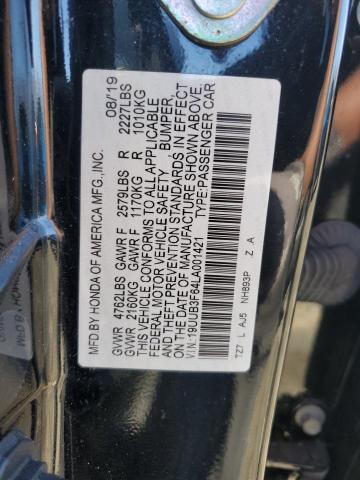 MFD BY HONDA OF AMERICA MFG.,INC. 08/19
GVWR 4762LBS GAWR F 2579LBS R 2227LBS
GVWR 2160KG GAWR F 1170KG R 1010KG
THIS VEHICLE CONFORMS TO ALL APPLICABLE
FEDERAL MOTOR VEHICLE SAFETY , BUMPER,
AND THEFT PREVENTION STANDARDS IN EFFECT
ON THE DATE OF MANUFACTURE SHOWN ABOVE.
VIN:19UUB3F64LA001421 TYPE:PASSENGER CAR
TZ7 L AJ5 NH893P Z .A